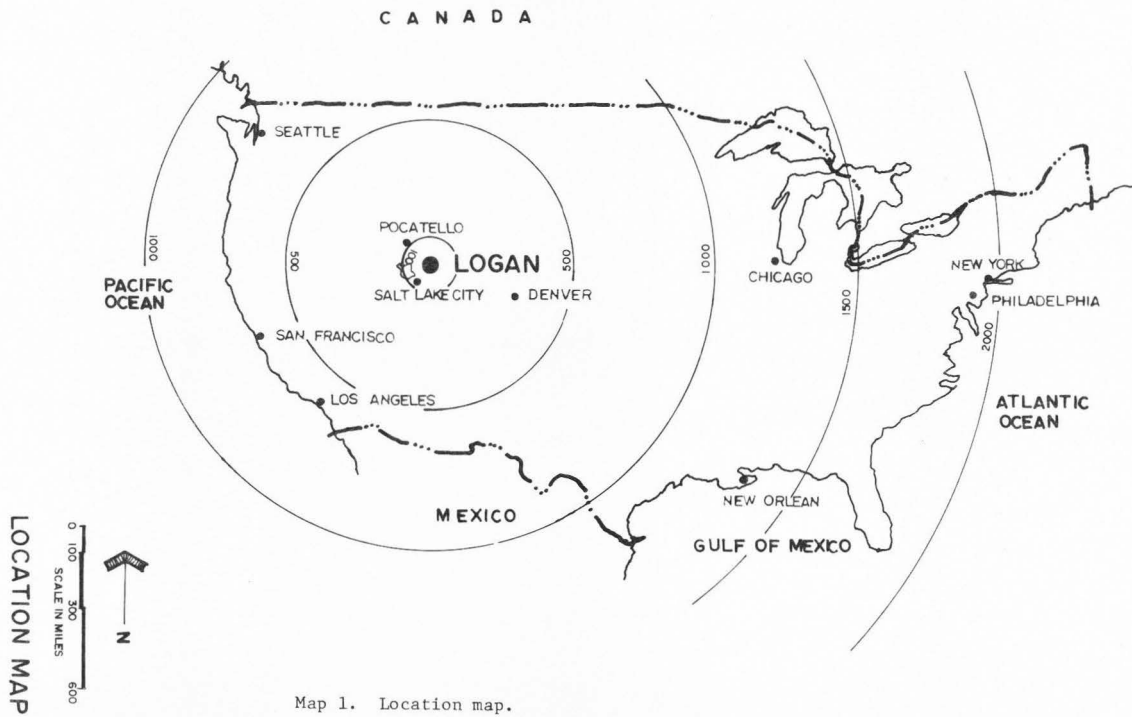 CANADA
SEATTLE
POCATELLO
100
LOGAN
SALT LAKE CITY
DENVER
1000
500
500
1000
1500
2000
PACIFIC
OCEAN
SAN FRANCISCO
LOS ANGELES
CHICAGO
NEW YORK
PHILADELPHIA
ATLANTIC
OCEAN
MEXICO
NEW ORLEAN
GULF OF MEXICO
LOCATION MAP
0
100
300
600
SCALE IN MILES
N
Map 1. Location map.